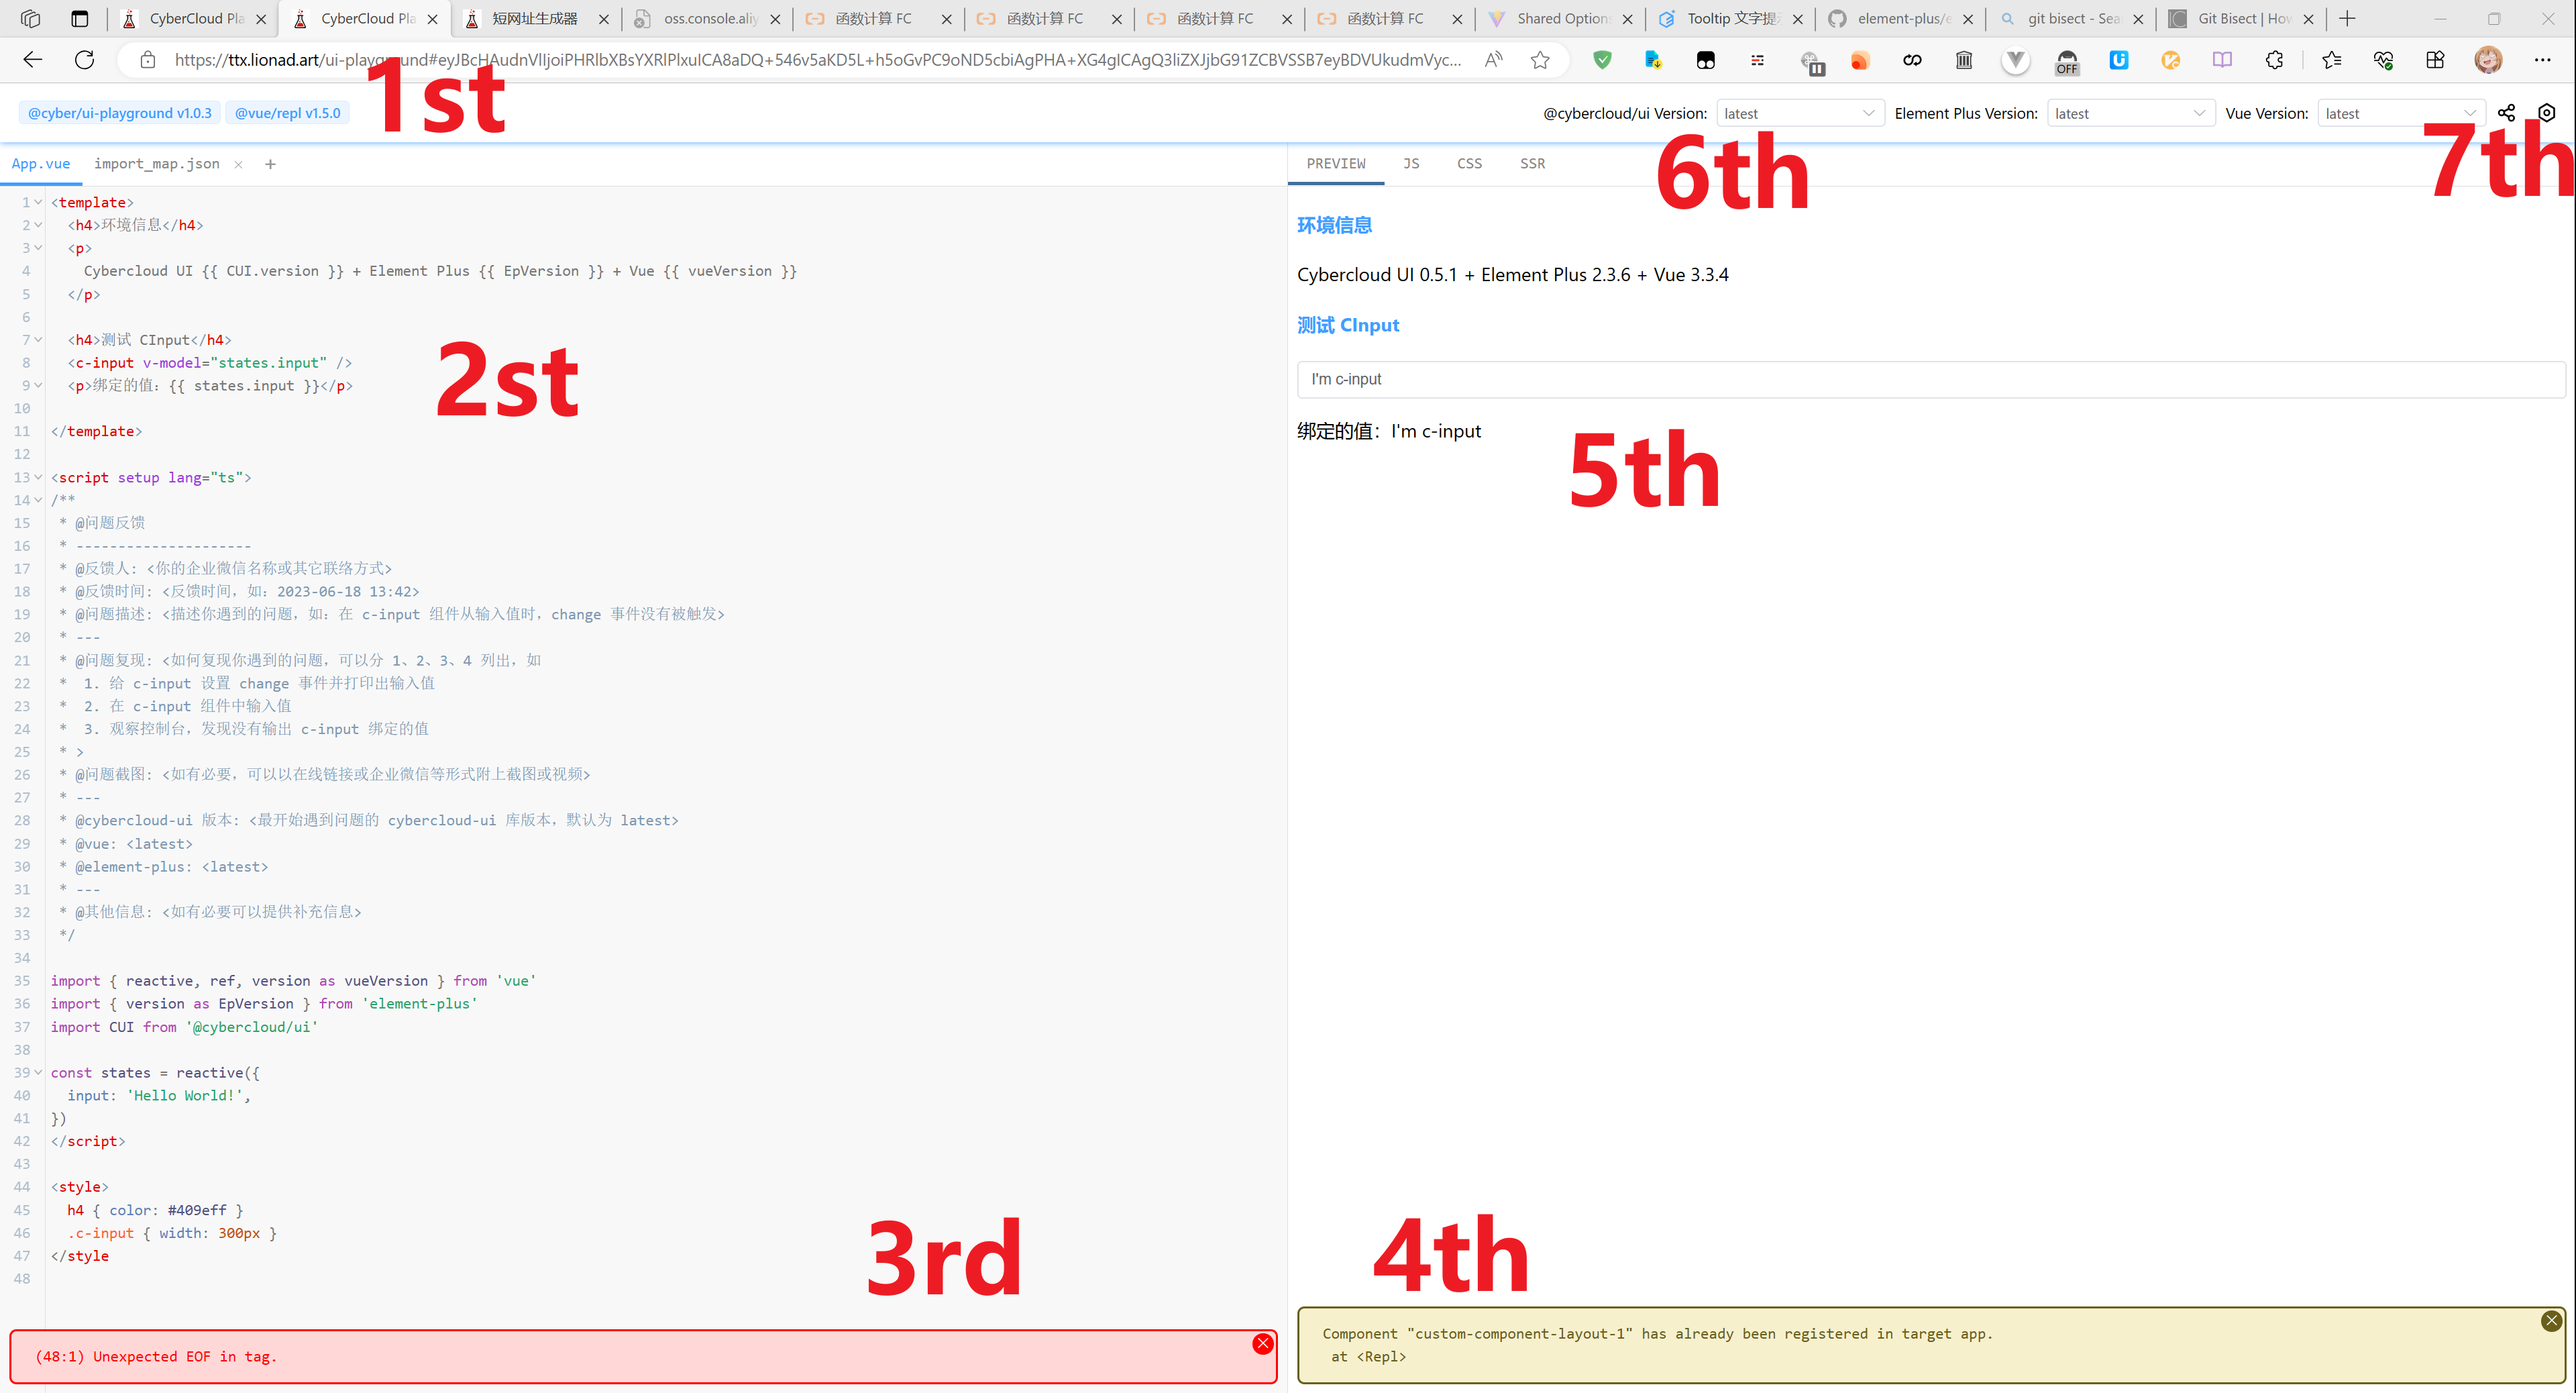 CyberCloud Pla
CyberCloud Pla
短网址生成器
oss.console.aliy
函数计算 FC
函数计算 FC
函数计算 FC
函数计算 FC
Shared Option
Tooltip 文字提
element-plus/e
git bisect - Sea
Git Bisect | How
https://ttx.lionad.art/ui-playground#eyJBcHAudnVlIjoiPHRlbXBsYXRlPlxuICA8aDQ+546v5aKD5L+h5oGvPC9oND5cbiAgPHA+XG4gICAgQ3liZXJjbG91ZCBVSSB7eyBDVUkudmVyc...
OFF
1st
@cyber/ui-playground v1.0.3
@vue/repl v1.5.0
@cybercloud/ui Version:
latest
Element Plus Version:
latest
Vue Version:
latest
6th
7th
App.vue
import_map.json
+
PREVIEW
JS
CSS
SSR
1 <template>
2 <h4>环境信息</h4>
3 <p>
4 Cybercloud UI {{ CUI.version }} + Element Plus {{ EpVersion }} + Vue {{ vueVersion }}
5 </p>
6
7 <h4>测试 CInput</h4>
8 <c-input v-model="states.input" />
9 <p>绑定的值：{{ states.input }}</p>
10
11 </template>
12
13 <script setup lang="ts">
14 /**
15 * @问题反馈
16 * ---------------------
17 * @反馈人: <你的企业微信名称或其它联络方式>
18 * @反馈时间: <反馈时间，如：2023-06-18 13:42>
19 * @问题描述: <描述你遇到的问题，如：在 c-input 组件从输入值时，change 事件没有被触发>
20 * ---
21 * @问题复现: <如何复现你遇到的问题，可以分 1、2、3、4 列出，如
22 * 1. 给 c-input 设置 change 事件并打印出输入值
23 * 2. 在 c-input 组件中输入值
24 * 3. 观察控制台，发现没有输出 c-input 绑定的值
25 * >
26 * @问题截图: <如有必要，可以以在线链接或企业微信等形式附上截图或视频>
27 * ---
28 * @cybercloud-ui 版本: <最开始遇到问题的 cybercloud-ui 库版本，默认为 latest>
29 * @vue: <latest>
30 * @element-plus: <latest>
31 * ---
32 * @其他信息: <如有必要可以提供补充信息>
33 */
34
35 import { reactive, ref, version as vueVersion } from 'vue'
36 import { version as EpVersion } from 'element-plus'
37 import CUI from '@cybercloud/ui'
38
39 const states = reactive({
40 input: 'Hello World!',
41 })
42 </script>
43
44 <style>
45 h4 { color: #409eff }
46 .c-input { width: 300px }
47 </style
48
2st
3rd
(48:1) Unexpected EOF in tag.
环境信息
Cybercloud UI 0.5.1 + Element Plus 2.3.6 + Vue 3.3.4
测试 CInput
I'm c-input
绑定的值：I'm c-input
5th
4th
Component "custom-component-layout-1" has already been registered in target app.
at <Repl>